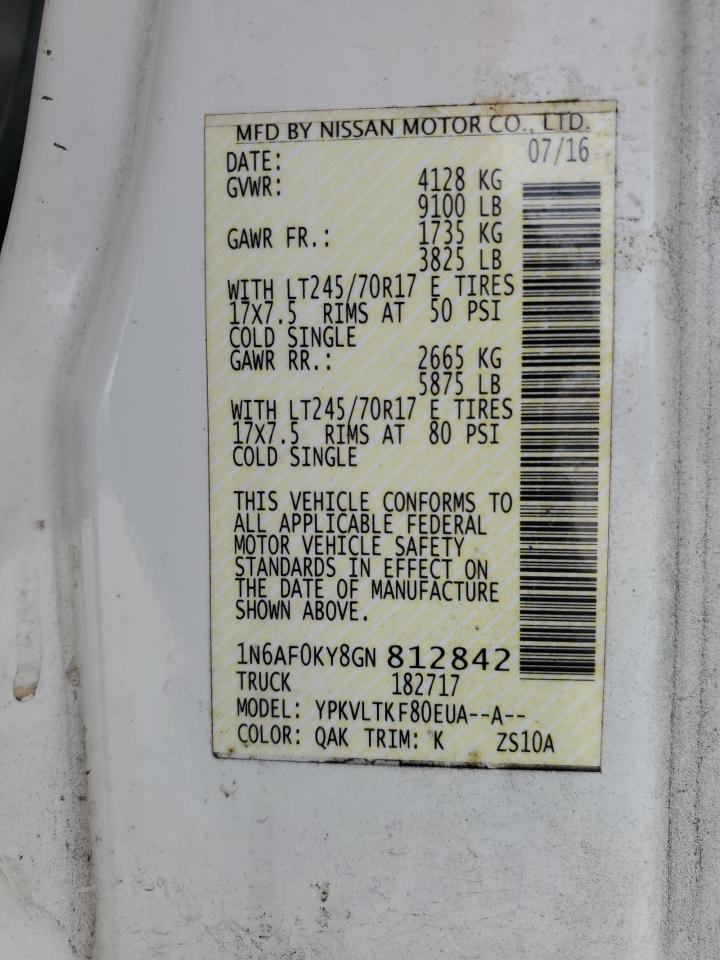 MFD BY NISSAN MOTOR CO., LTD.
DATE: 07/16
GVWR: 4128 KG
9100 LB
GAWR FR.: 1735 KG
3825 LB
WITH LT245/70R17 E TIRES
17X7.5 RIMS AT 50 PSI
COLD SINGLE
GAWR RR.: 2665 KG
5875 LB
WITH LT245/70R17 E TIRES
17X7.5 RIMS AT 80 PSI
COLD SINGLE
THIS VEHICLE CONFORMS TO
ALL APPLICABLE FEDERAL
MOTOR VEHICLE SAFETY
STANDARDS IN EFFECT ON
THE DATE OF MANUFACTURE
SHOWN ABOVE.
1N6AF0KY8GN 812842
TRUCK 182717
MODEL: YPKVLTKF80EUA--A--
COLOR: QAK TRIM: K ZS10A